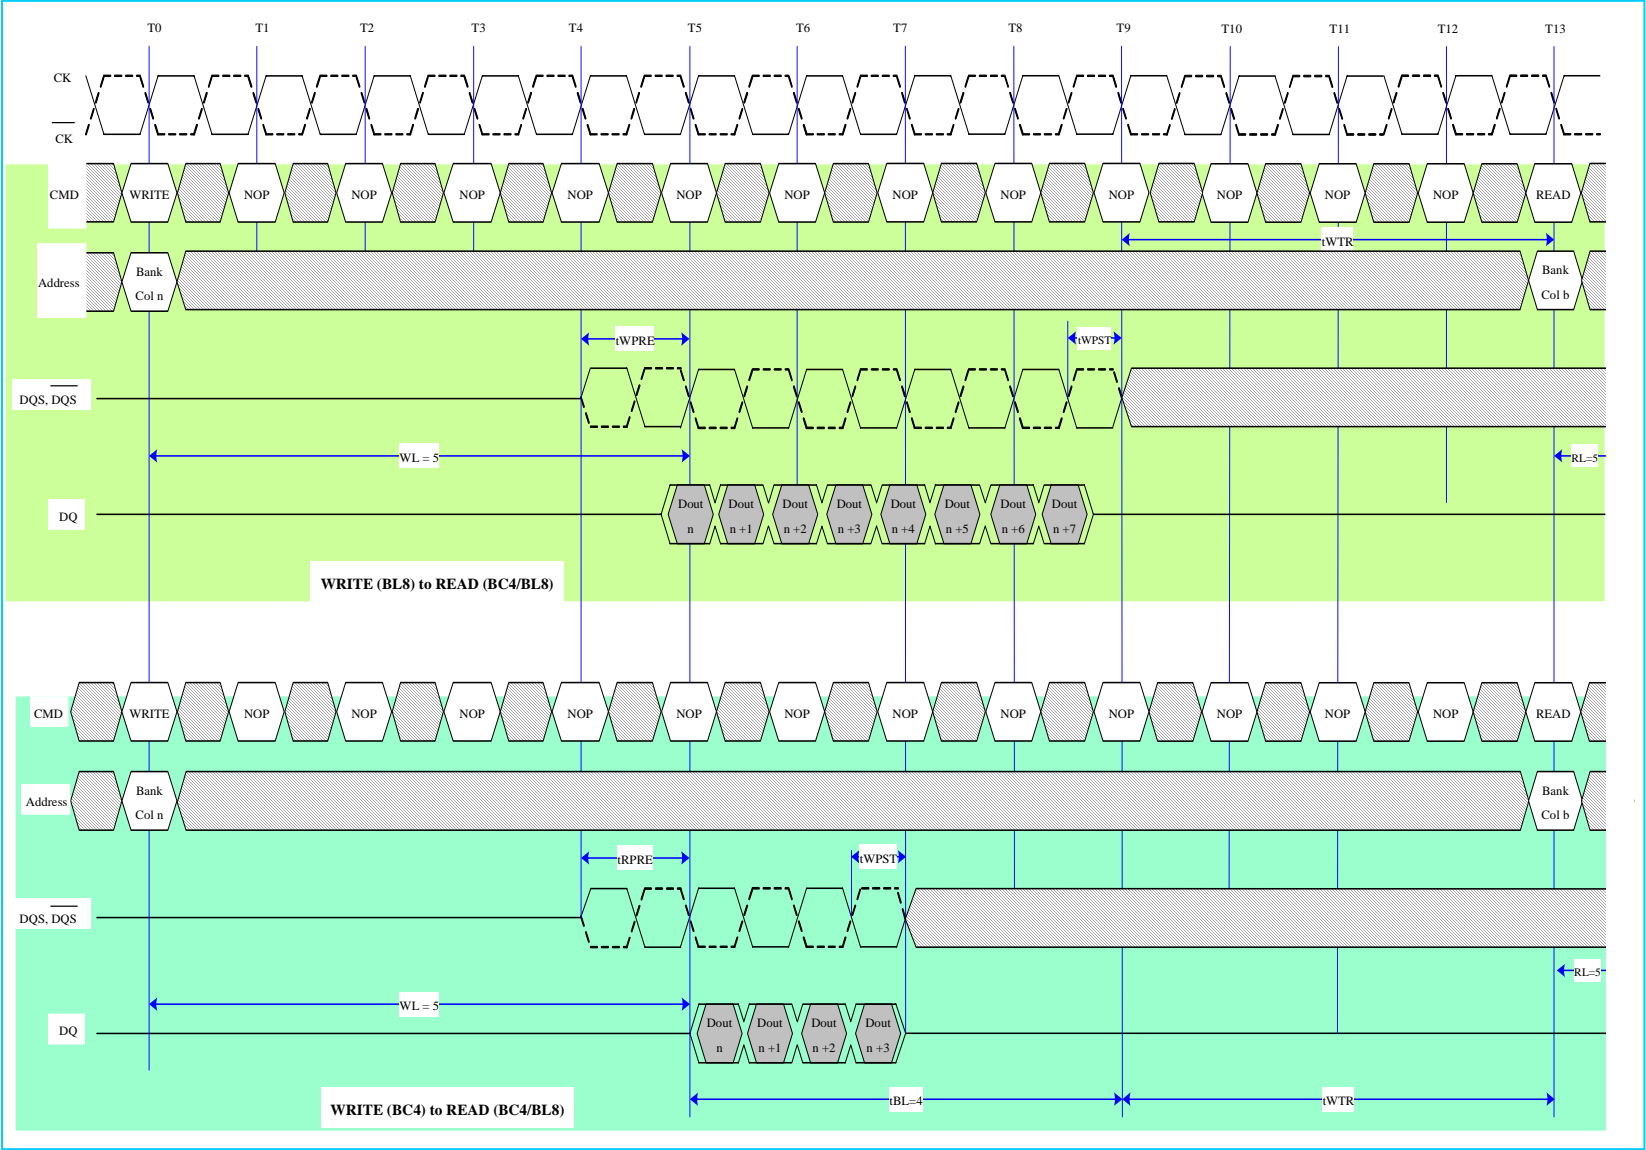 T0 T1 T2 T3 T4 T5 T6 T7 T8 T9 T10 T11 T12 T13
CK
CK
CMD WRITE NOP NOP NOP NOP NOP NOP NOP NOP NOP NOP NOP NOP READ
tWTR
Address Bank Col n Bank Col b
tWPRE tWPST
DQS, DQS
WL = 5 RL=5
DQ Dout n Dout n +1 Dout n +2 Dout n +3 Dout n +4 Dout n +5 Dout n +6 Dout n +7
WRITE (BL8) to READ (BC4/BL8)
CMD WRITE NOP NOP NOP NOP NOP NOP NOP NOP NOP NOP NOP NOP READ
Address Bank Col n Bank Col b
tRPRE tWPST
DQS, DQS
RL=5
WL = 5
DQ Dout n Dout n +1 Dout n +2 Dout n +3
tBL=4 tWTR
WRITE (BC4) to READ (BC4/BL8)